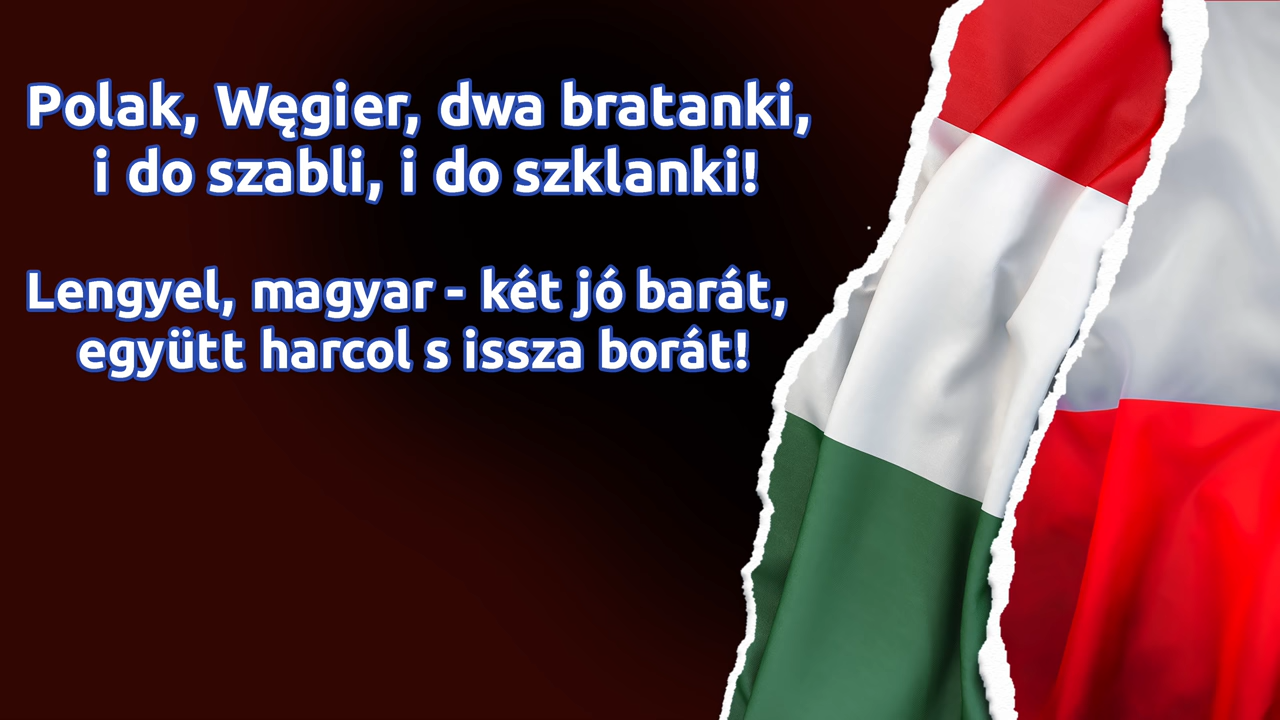 Polak, Węgier, dwa bratanki,
i do szabli, i do szklanki!
Lengyel, magyar - két jó barát,
együtt harcol s issza borát!